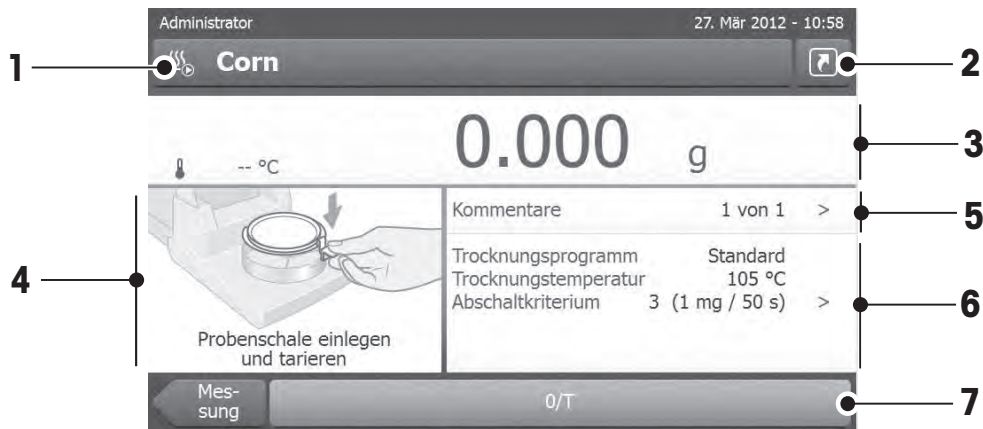 Administrator
27. Mär 2012 - 10:58
1
Corn
2
0.000 g
3
-- °C
4
Kommentare 1 von 1 >
5
Trocknungsprogramm Standard
Trocknungstemperatur 105 °C
Abschaltkriterium 3 (1 mg / 50 s) >
6
Probenschale einlegen
und tarieren
Mes-
sung
0/T
7